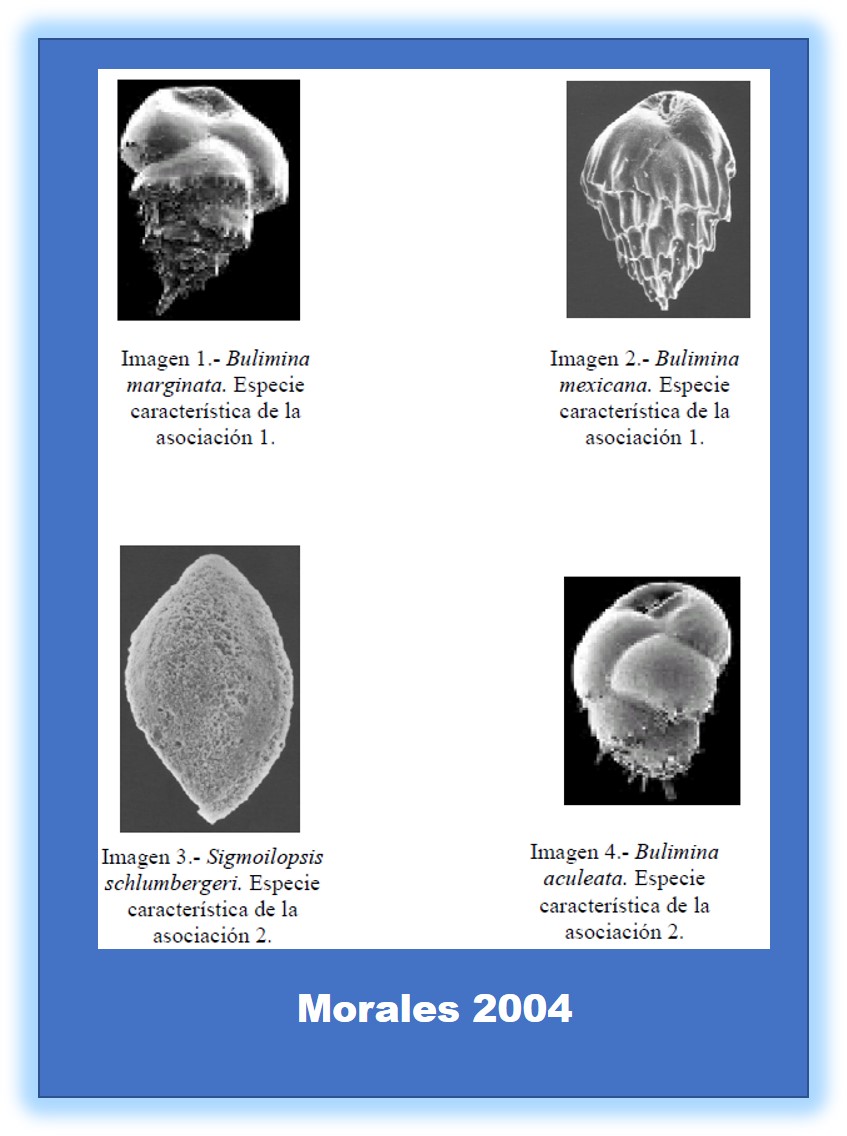 Imagen 1.- Bulimina
marginata. Especie
característica de la
asociación 1.
Imagen 2.- Bulimina
mexicana. Especie
característica de la
asociación 1.
Imagen 3.- Sigmoilopsis
schlumbergeri. Especie
característica de la
asociación 2.
Imagen 4.- Bulimina
aculeata. Especie
característica de la
asociación 2.
Morales 2004